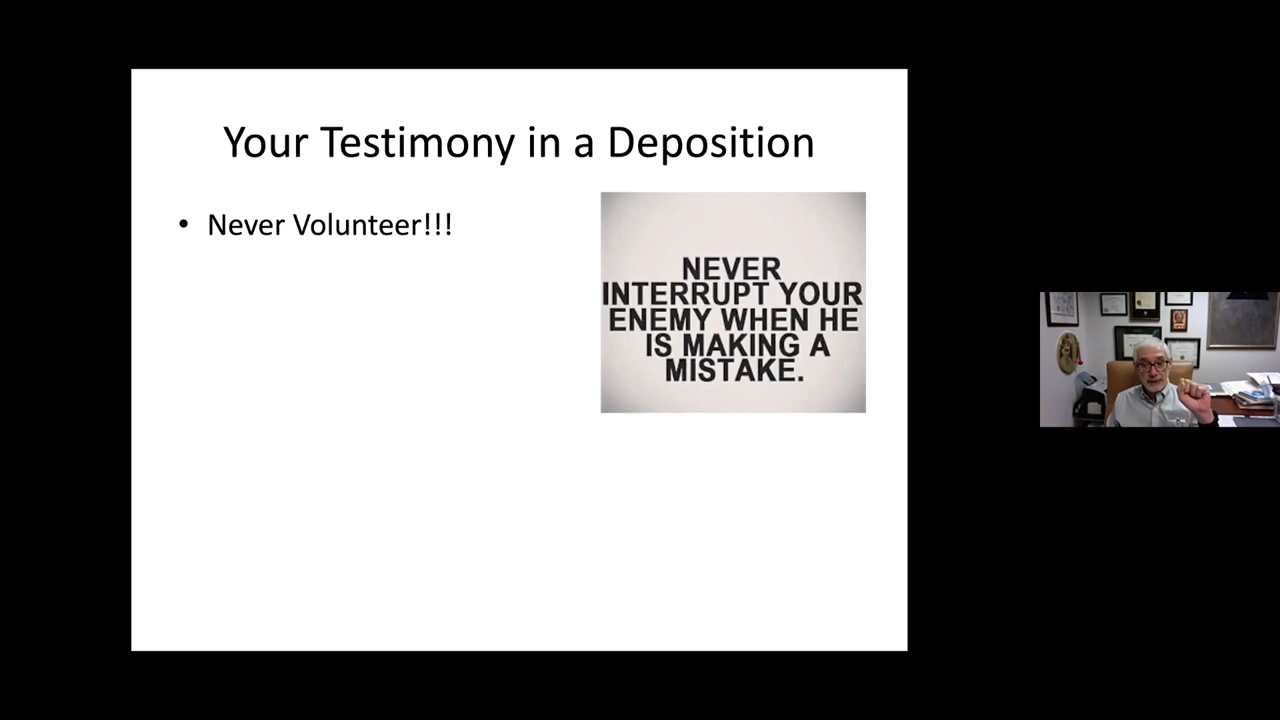 Your Testimony in a Deposition
• Never Volunteer!!!
NEVER
INTERRUPT YOUR
ENEMY WHEN HE
IS MAKING A
MISTAKE.